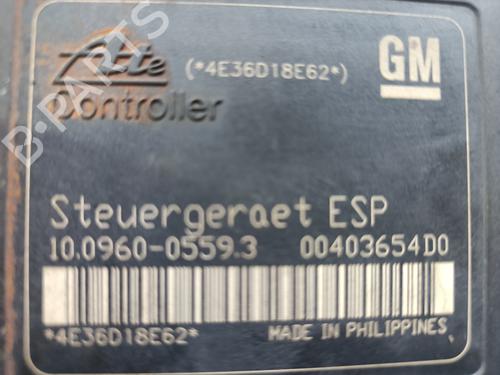 Ate
(*4E36D18E62*)
GM
Controller
B-PARTS
Steuergeraet ESP
10.0960-0559.3 00403654D0
*4E36D18E62* MADE IN PHILIPPINES